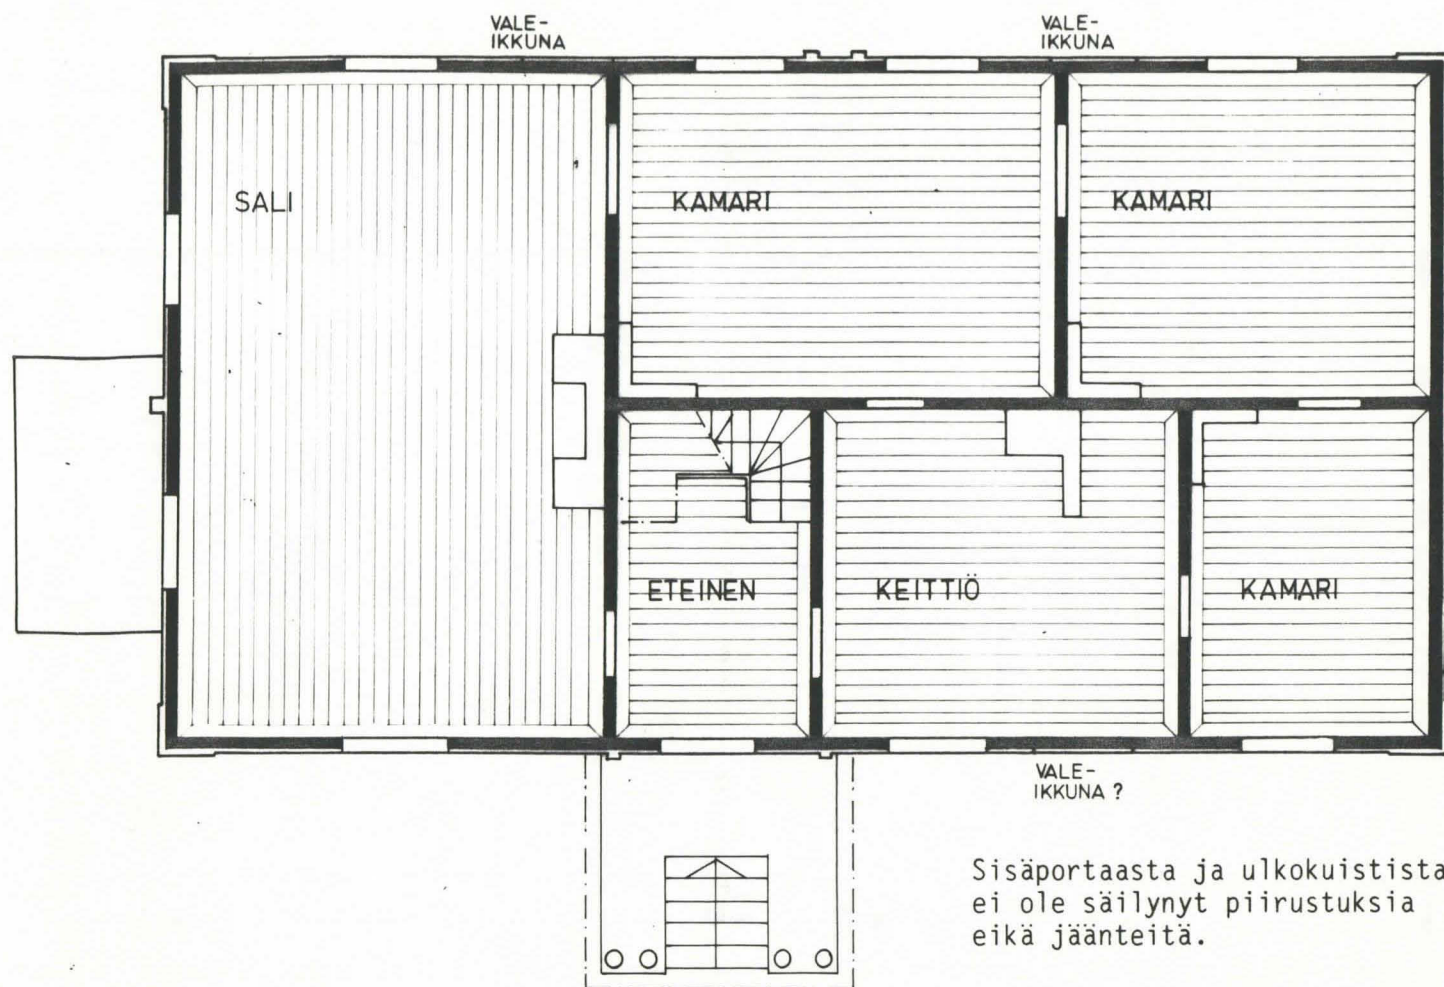 VALE-
IKKUNA
VALE-
IKKUNA
SALI
KAMARI
KAMARI
ETEINEN
KEITTIÖ
KAMARI
VALE-
IKKUNA ?
Sisäportaasta ja ulkokuistista
ei ole säilynyt piirustuksia
eikä jäänteitä.